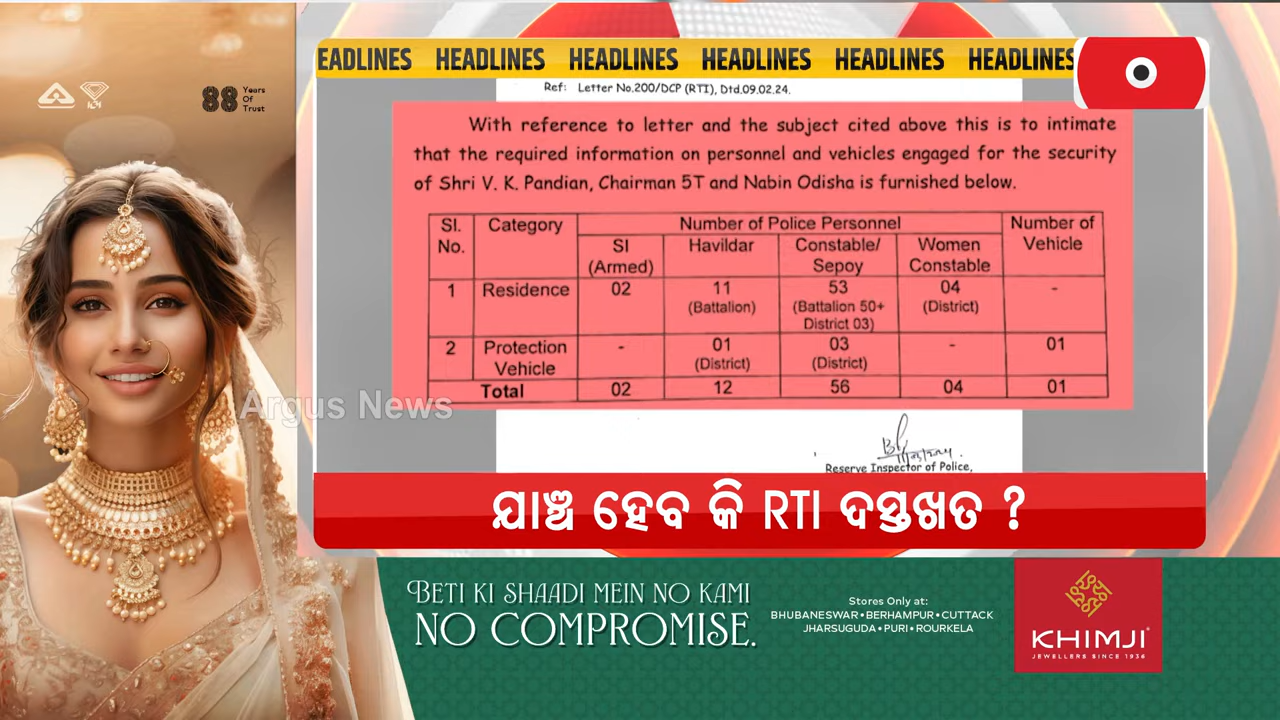 EADLINES HEADLINES HEADLINES HEADLINES HEADLINES HEADLINES
88 Years Of Trust
Ref: Letter No.200/DCP (RTI), Dtd.09.02.24.
With reference to letter and the subject cited above this is to intimate
that the required information on personnel and vehicles engaged for the security
of Shri V. K. Pandian, Chairman 5T and Nabin Odisha is furnished below.
Sl. No. Category Number of Police Personnel Number of Vehicle
SI (Armed) Havildar Constable/ Sepoy Women Constable
1 Residence 02 11 (Battalion) 53 (Battalion 50+ District 03) 04 (District) -
2 Protection Vehicle - 01 (District) 03 (District) - 01
Total 02 12 56 04 01
Argus News
Reserve Inspector of Police,
ଯାଞ୍ଚ ହେବ କି RTI ଦସ୍ତଖତ ?
BETI KI SHAADI MEIN NO KAMI
NO COMPROMISE.
Stores Only at:
BHUBANESWAR • BERHAMPUR • CUTTACK
JHARSUGUDA • PURI • ROURKELA
KHIMJI
JEWELLERS SINCE 1936